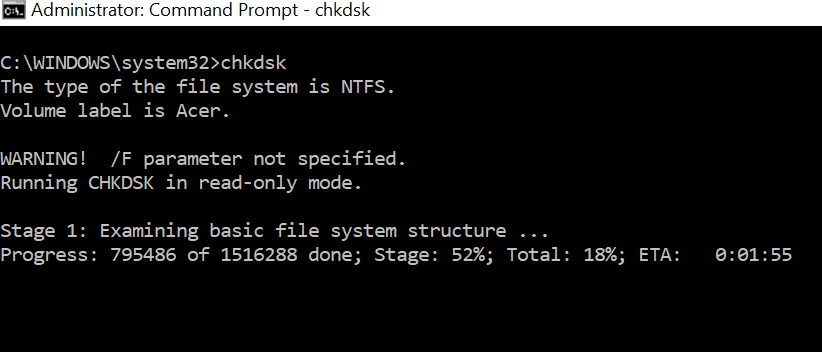 Administrator: Command Prompt - chkdsk
C:\WINDOWS\system32>chkdsk
The type of the file system is NTFS.
Volume label is Acer.
WARNING!  /F parameter not specified.
Running CHKDSK in read-only mode.
Stage 1: Examining basic file system structure ...
Progress: 795486 of 1516288 done; Stage: 52%; Total: 18%; ETA:   0:01:55